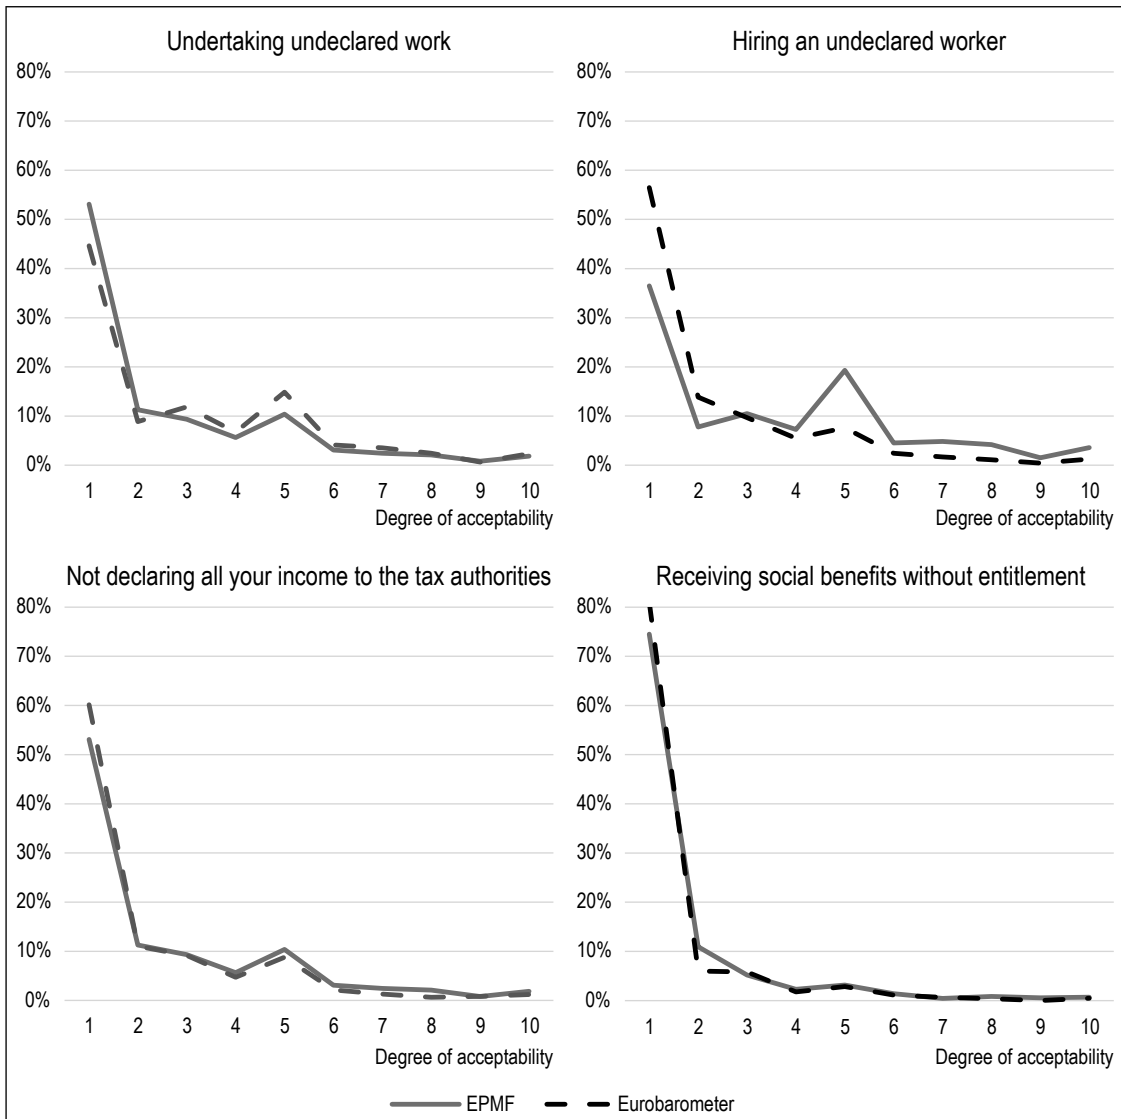 Undertaking undeclared work
80%
70%
60%
50%
40%
30%
20%
10%
0%
1 2 3 4 5 6 7 8 9 10
Degree of acceptability
Hiring an undeclared worker
80%
70%
60%
50%
40%
30%
20%
10%
0%
1 2 3 4 5 6 7 8 9 10
Degree of acceptability
Not declaring all your income to the tax authorities
80%
70%
60%
50%
40%
30%
20%
10%
0%
1 2 3 4 5 6 7 8 9 10
Degree of acceptability
Receiving social benefits without entitlement
80%
70%
60%
50%
40%
30%
20%
10%
0%
1 2 3 4 5 6 7 8 9 10
Degree of acceptability
EPMF Eurobarometer